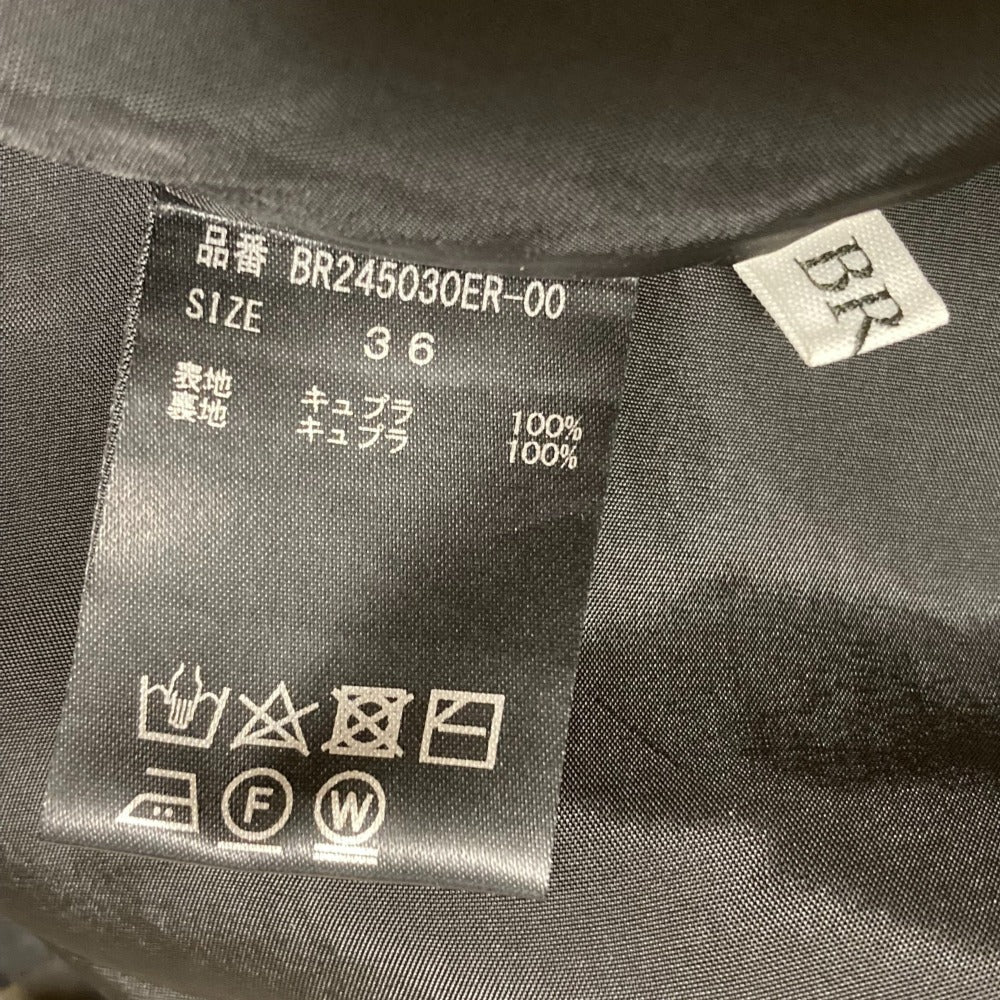 品番 BR245030ER-00
SIZE 36
表地 キュプラ 100%
裏地 キュプラ 100%
F W
BR